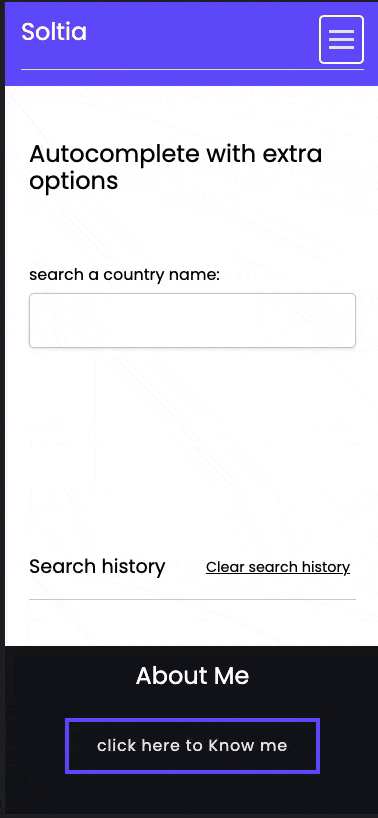 Soltia
Autocomplete with extra
options
search a country name:
Search history
Clear search history
About Me
click here to Know me